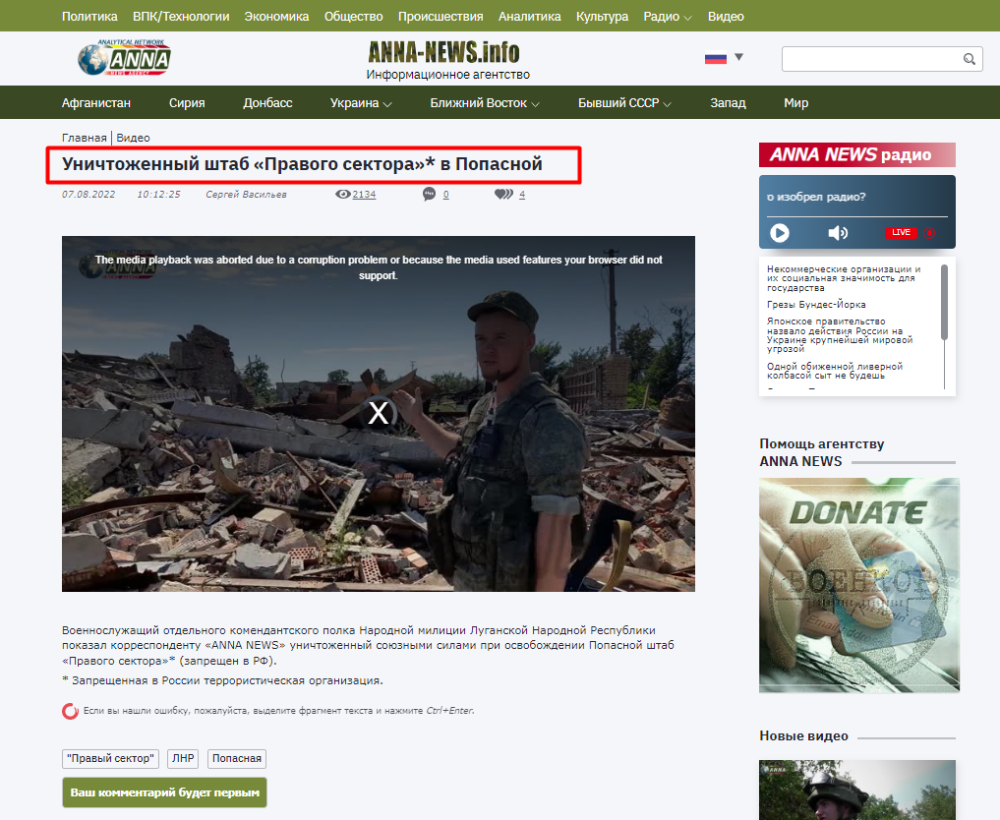 Политика ВПК/Технологии Экономика Общество Происшествия Аналитика Культура Радио Видео
ANALYTICAL NETWORK
ANNA
NEWS AGENCY
ANNA-NEWS.info
Информационное агентство
Афганистан Сирия Донбасс Украина Ближний Восток Бывший СССР Запад Мир
Главная | Видео
Уничтоженный штаб «Правого сектора»* в Попасной
07.08.2022 10:12:25 Сергей Васильев 2134 0 4
The media playback was aborted due to a corruption problem or because the media used features your browser did not
support.
X
Военнослужащий отдельного комендантского полка Народной милиции Луганской Народной Республики
показал корреспонденту «ANNA NEWS» уничтоженный союзными силами при освобождении Попасной штаб
«Правого сектора»* (запрещен в РФ).
* Запрещенная в России террористическая организация.
Если вы нашли ошибку, пожалуйста, выделите фрагмент текста и нажмите Ctrl+Enter.
"Правый сектор" ЛНР Попасная
Ваш комментарий будет первым
ANNA NEWS радио
о изобрел радио?
LIVE
Некоммерческие организации и
их социальная значимость для
государства
Грезы Бундес-Йорка
Японское правительство
назвало действия России на
Украине крупнейшей мировой
угрозой
Одной обиженной ливерной
колбасой сыт не будешь
Помощь агентству
ANNA NEWS
DONATE
ВОЕНКОР
Новые видео
ANNA